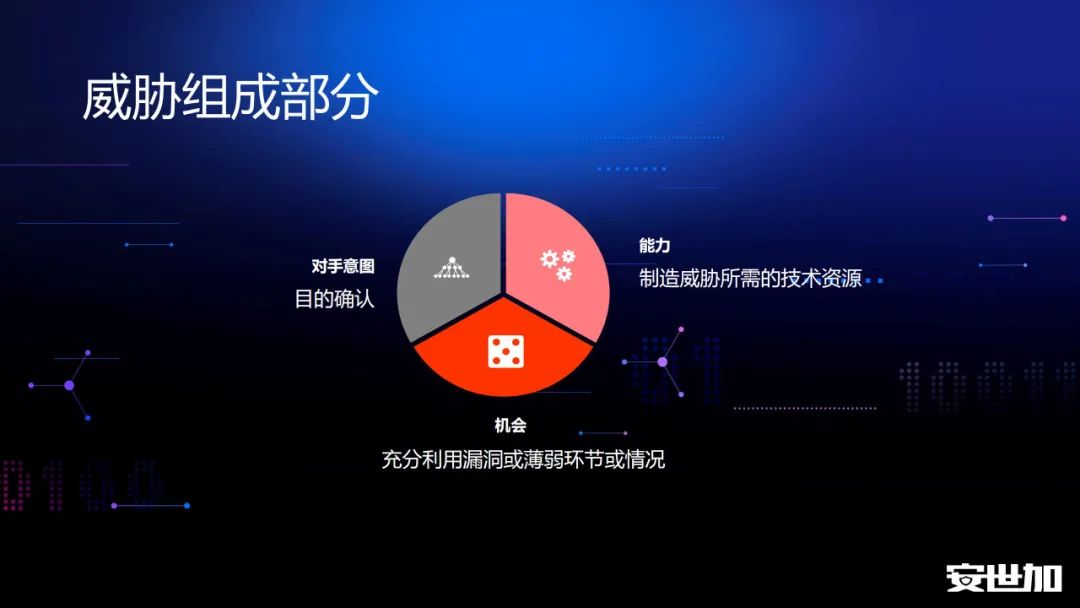 威胁组成部分
能力
制造威胁所需的技术资源
对手意图
目的确认
机会
充分利用漏洞或薄弱环节或情况
安世加